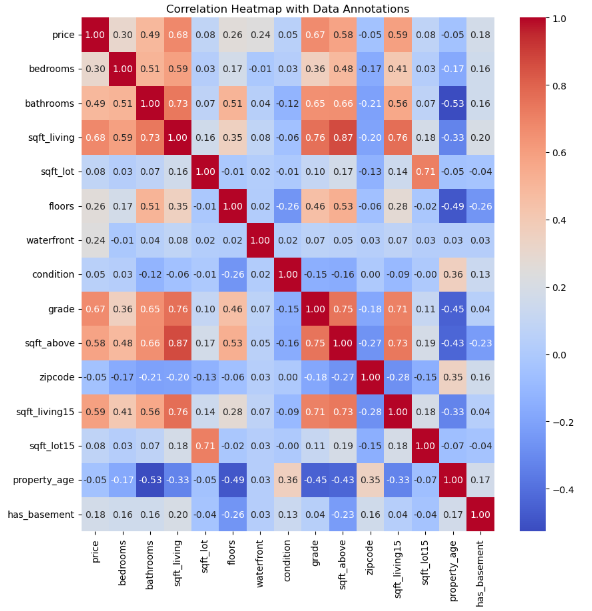 Correlation Heatmap with Data Annotations
price 1.00 0.30 0.49 0.68 0.08 0.26 0.24 0.05 0.67 0.58 -0.05 0.59 0.08 -0.05 0.18
bedrooms 0.30 1.00 0.51 0.59 0.03 0.17 -0.01 0.03 0.36 0.48 -0.17 0.41 0.03 -0.17 0.16
bathrooms 0.49 0.51 1.00 0.73 0.07 0.51 0.04 -0.12 0.65 0.66 -0.21 0.56 0.07 -0.53 0.16
sqft_living 0.68 0.59 0.73 1.00 0.16 0.35 0.08 -0.06 0.76 0.87 -0.20 0.76 0.18 -0.33 0.20
sqft_lot 0.08 0.03 0.07 0.16 1.00 -0.01 0.02 -0.01 0.10 0.17 -0.13 0.14 0.71 -0.05 -0.04
floors 0.26 0.17 0.51 0.35 -0.01 1.00 0.02 -0.26 0.46 0.53 -0.06 0.28 -0.02 -0.49 -0.26
waterfront 0.24 -0.01 0.04 0.08 0.02 0.02 1.00 0.02 0.07 0.05 0.03 0.07 0.03 0.03 0.03
condition 0.05 0.03 -0.12 -0.06 -0.01 -0.26 0.02 1.00 -0.15 -0.16 0.00 -0.09 -0.00 0.36 0.13
grade 0.67 0.36 0.65 0.76 0.10 0.46 0.07 -0.15 1.00 0.75 -0.18 0.71 0.11 -0.45 0.04
sqft_above 0.58 0.48 0.66 0.87 0.17 0.53 0.05 -0.16 0.75 1.00 -0.27 0.73 0.19 -0.43 -0.23
zipcode -0.05 -0.17 -0.21 -0.20 -0.13 -0.06 0.03 0.00 -0.18 -0.27 1.00 -0.28 -0.15 0.35 0.16
sqft_living15 0.59 0.41 0.56 0.76 0.14 0.28 0.07 -0.09 0.71 0.73 -0.28 1.00 0.18 -0.33 0.04
sqft_lot15 0.08 0.03 0.07 0.18 0.71 -0.02 0.03 -0.00 0.11 0.19 -0.15 0.18 1.00 -0.07 -0.04
property_age -0.05 -0.17 -0.53 -0.33 -0.05 -0.49 0.03 0.36 -0.45 -0.43 0.35 -0.33 -0.07 1.00 0.17
has_basement 0.18 0.16 0.16 0.20 -0.04 -0.26 0.03 0.13 0.04 -0.23 0.16 0.04 -0.04 0.17 1.00
price
bedrooms
bathrooms
sqft_living
sqft_lot
floors
waterfront
condition
grade
sqft_above
zipcode
sqft_living15
sqft_lot15
property_age
has_basement
1.0
0.8
0.6
0.4
0.2
0.0
−0.2
−0.4